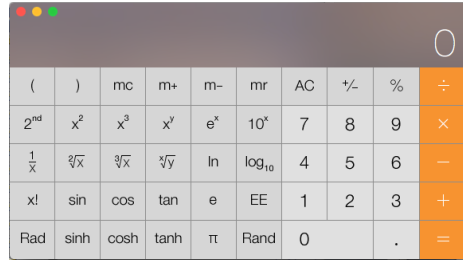 0
( ) mc m+ m- mr AC +/- % ÷
2ⁿᵈ x² x³ xʸ eˣ 10ˣ 7 8 9 ×
1/x ²√x ³√x ˣ√y ln log₁₀ 4 5 6 −
x! sin cos tan e EE 1 2 3 +
Rad sinh cosh tanh π Rand 0 . =